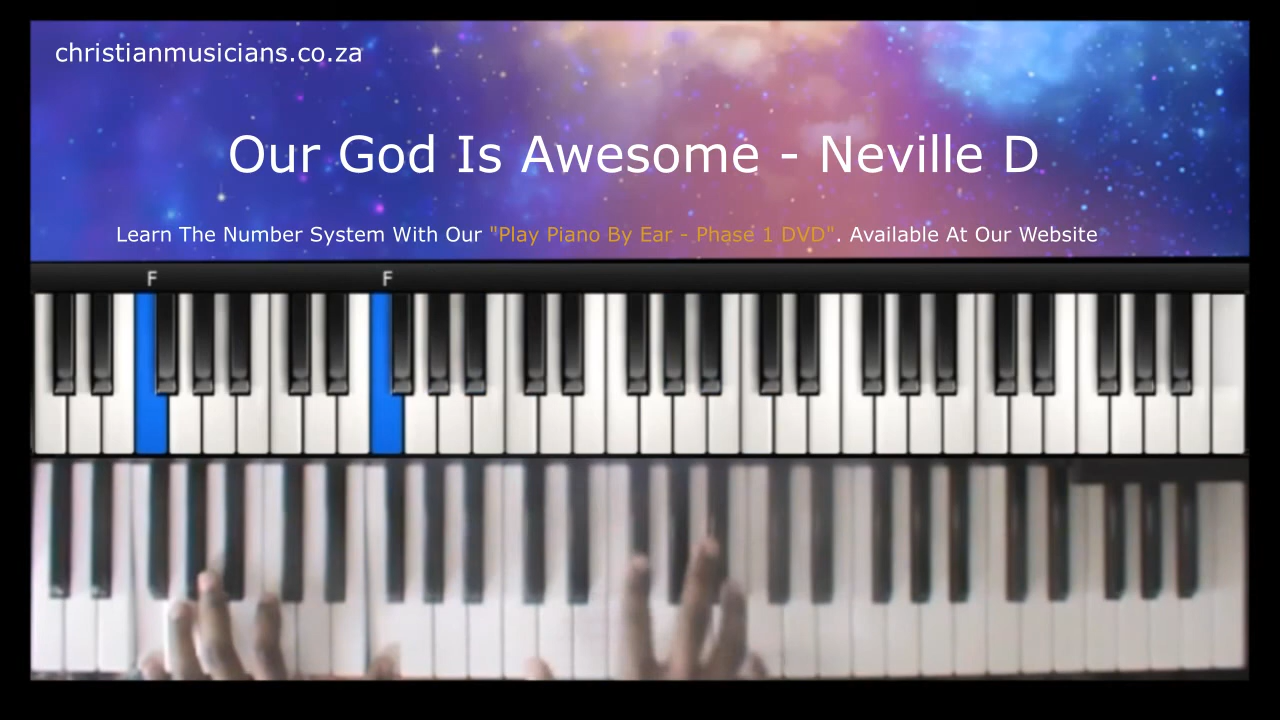 christianmusicians.co.za
Our God Is Awesome - Neville D
Learn The Number System With Our "Play Piano By Ear - Phase 1 DVD". Available At Our Website
F F